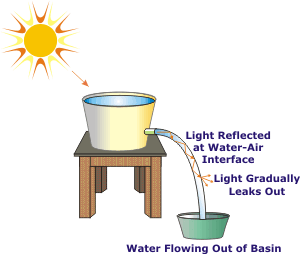 Light Reflected
at Water-Air
Interface
Light Gradually
Leaks Out
Water Flowing Out of Basin